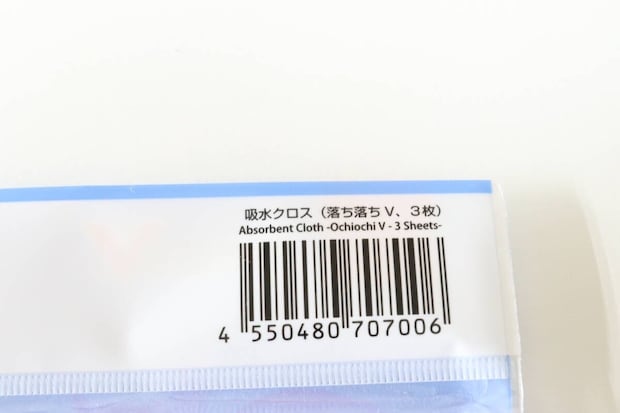 吸水クロス（落ち落ちV、3枚）
Absorbent Cloth -Ochiochi V - 3 Sheets-
4 550480 707006